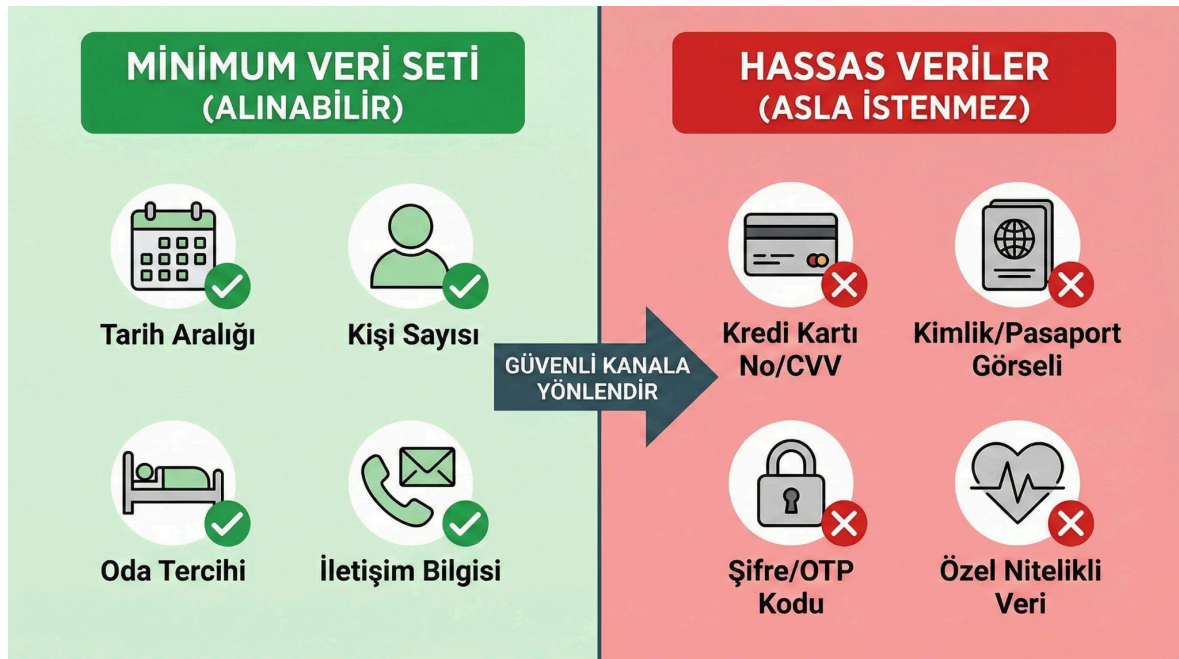 MİNİMUM VERİ SETİ
(ALINABİLİR)
Tarih Aralığı
Kişi Sayısı
Oda Tercihi
İletişim Bilgisi
GÜVENLİ KANALA
YÖNLENDİR
HASSAS VERİLER
(ASLA İSTENMEZ)
Kredi Kartı
No/CVV
Kimlik/Pasaport
Görseli
Şifre/OTP
Kodu
Özel Nitelikli
Veri